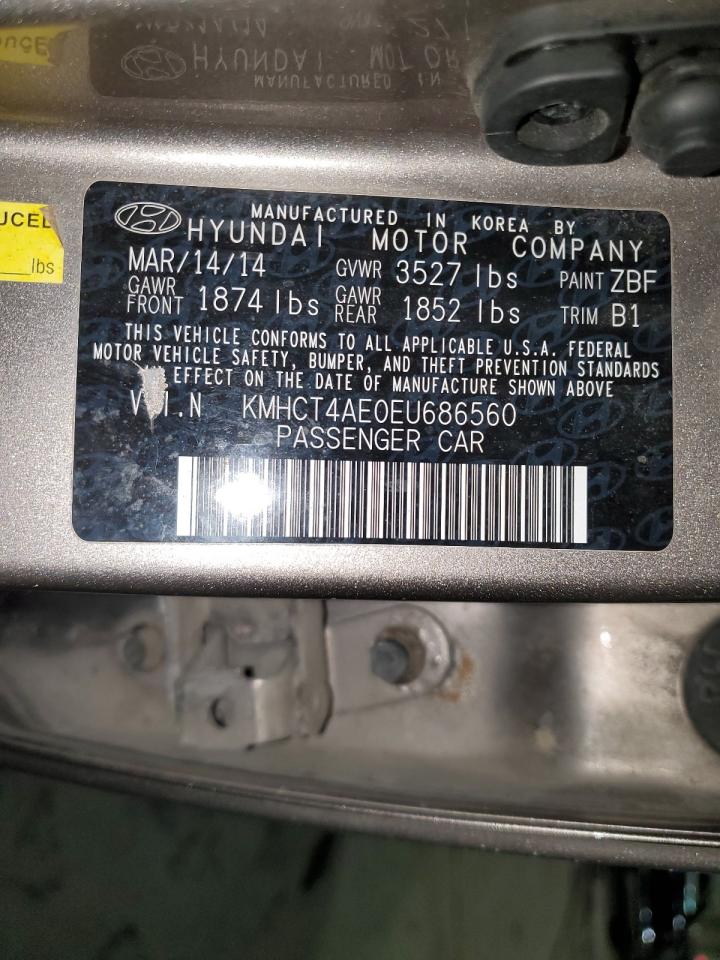 MANUFACTURED IN
HYUNDAI MOTOR
UCED
lbs
MANUFACTURED IN KOREA BY
HYUNDAI MOTOR COMPANY
MAR/14/14 GVWR 3527 lbs PAINT ZBF
GAWR FRONT 1874 lbs GAWR REAR 1852 lbs TRIM B1
THIS VEHICLE CONFORMS TO ALL APPLICABLE U.S.A. FEDERAL
MOTOR VEHICLE SAFETY, BUMPER, AND THEFT PREVENTION STANDARDS
EFFECT ON THE DATE OF MANUFACTURE SHOWN ABOVE
V.I.N KMHCT4AE0EU686560
PASSENGER CAR